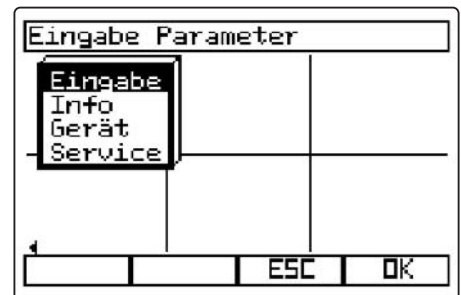 Eingabe Parameter
Eingabe
Info
Gerät
Service
ESC OK